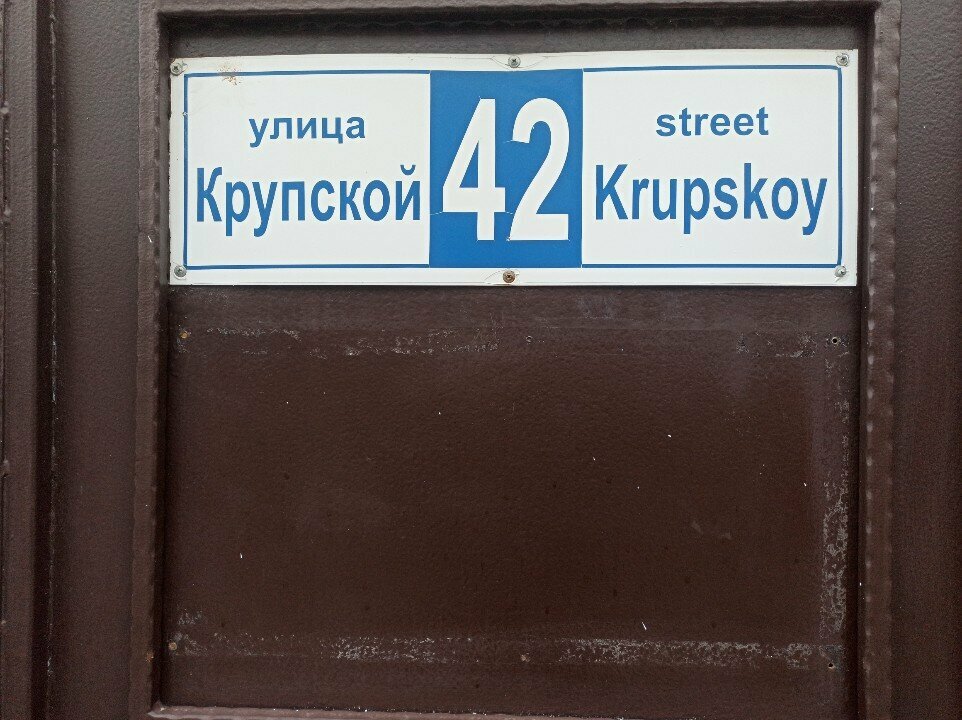 улица
Крупской
42
street
Krupskoy